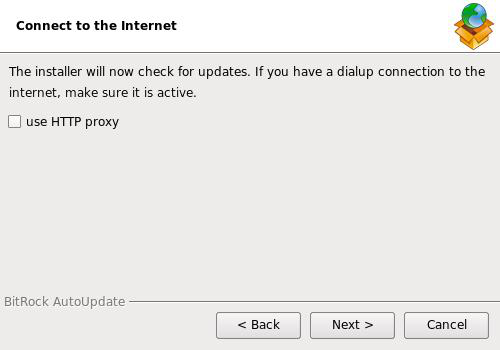 Connect to the Internet
The installer will now check for updates. If you have a dialup connection to the
internet, make sure it is active.
use HTTP proxy
BitRock AutoUpdate
< Back
Next >
Cancel